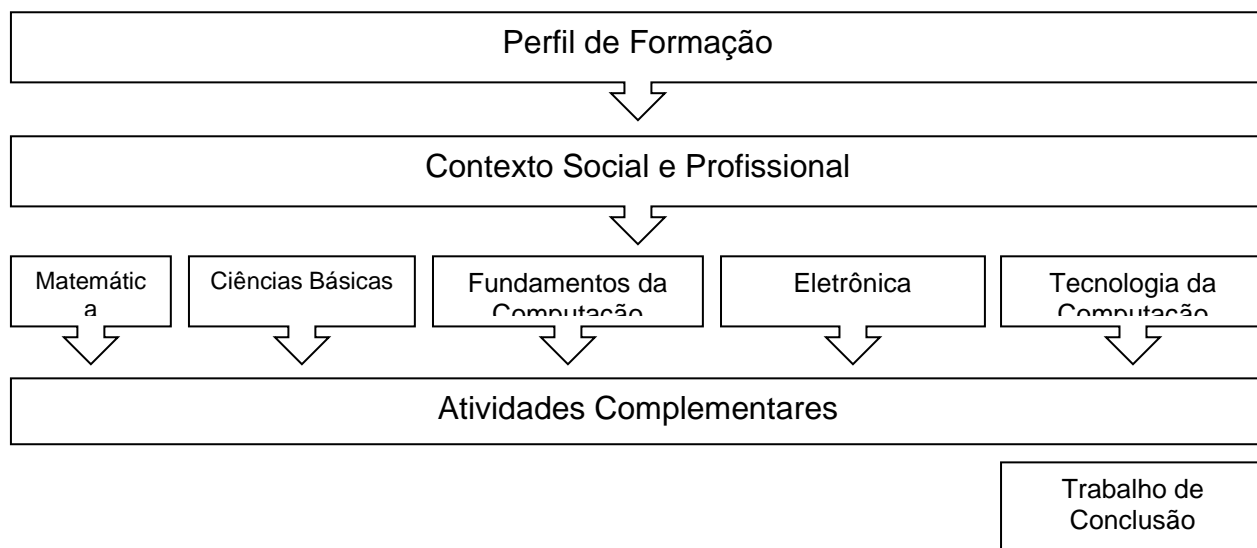 Perfil de Formação
Contexto Social e Profissional
Matemátic
a
Ciências Básicas
Fundamentos da
Computação
Eletrônica
Tecnologia da
Computação
Atividades Complementares
Trabalho de
Conclusão